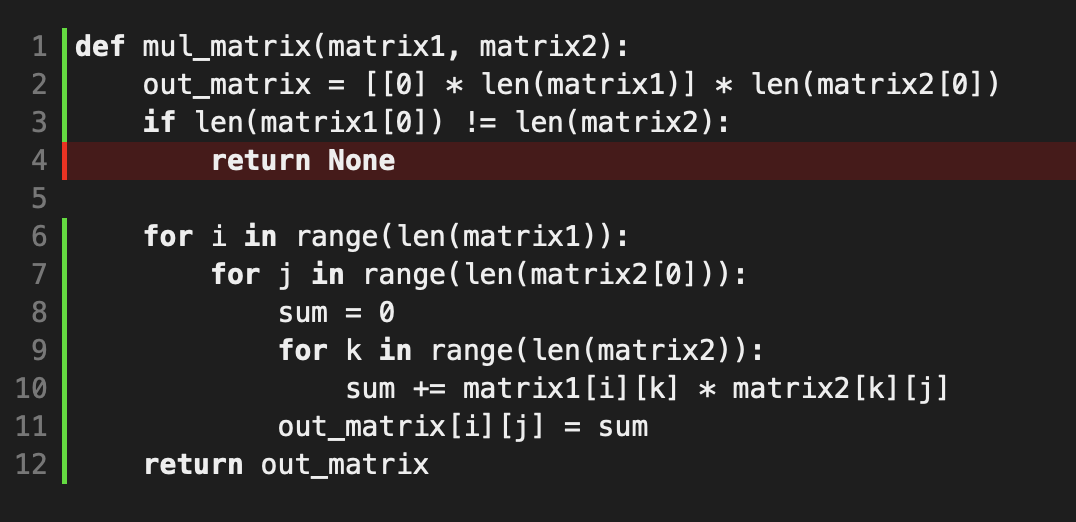 1 def mul_matrix(matrix1, matrix2):
2     out_matrix = [[0] * len(matrix1)] * len(matrix2[0])
3     if len(matrix1[0]) != len(matrix2):
4         return None
5
6     for i in range(len(matrix1)):
7         for j in range(len(matrix2[0])):
8             sum = 0
9             for k in range(len(matrix2)):
10                 sum += matrix1[i][k] * matrix2[k][j]
11             out_matrix[i][j] = sum
12     return out_matrix